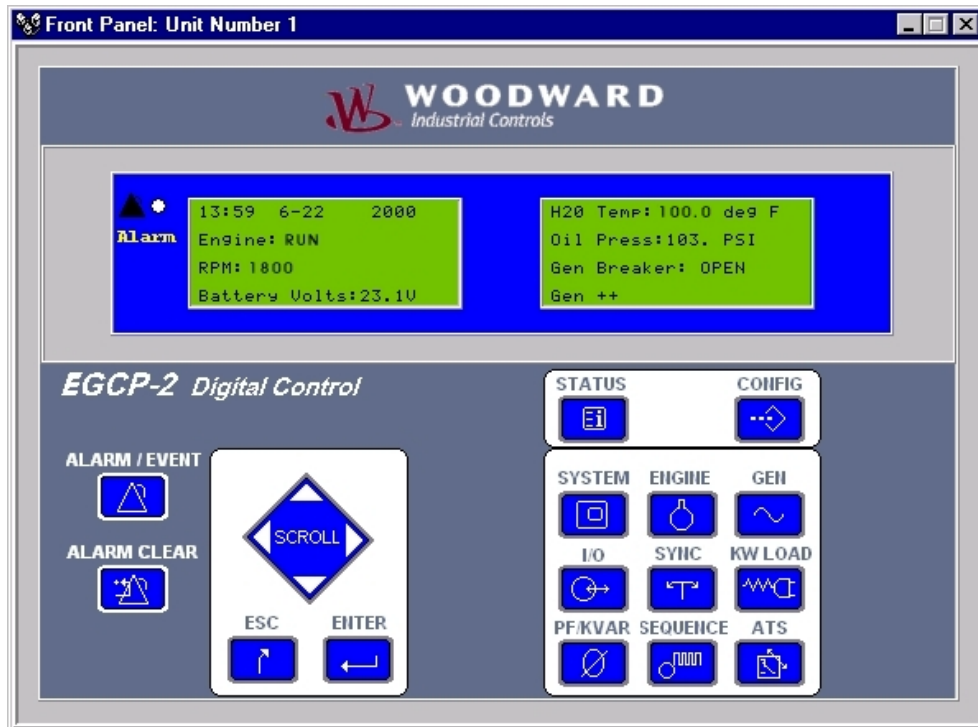 Front Panel: Unit Number 1
WOODWARD
Industrial Controls
Alarm
13:59 6-22 2000
Engine: RUN
RPM: 1800
Battery Volts:23.1V
H20 Temp: 100.0 deg F
Oil Press:103. PSI
Gen Breaker: OPEN
Gen ++
EGCP-2 Digital Control
STATUS
CONFIG
ALARM / EVENT
ALARM CLEAR
SCROLL
ESC
ENTER
SYSTEM
ENGINE
GEN
I/O
SYNC
KW LOAD
PF/KVAR
SEQUENCE
ATS